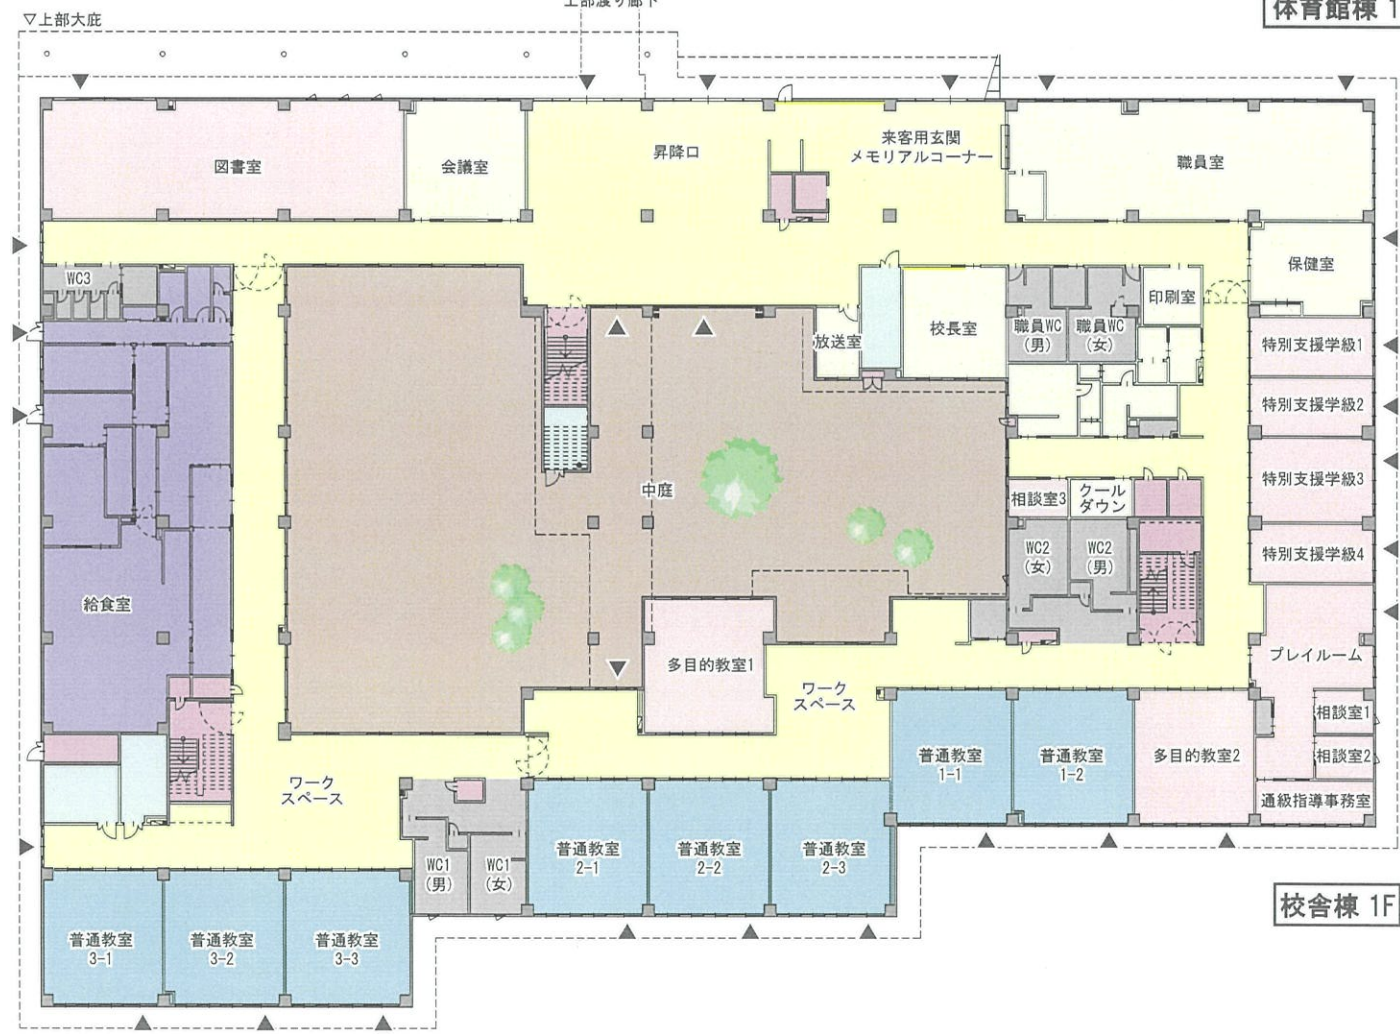 上部渡り廊下
体育館棟 1
▽上部大庇
図書室
会議室
昇降口
来客用玄関
メモリアルコーナー
職員室
WC3
保健室
印刷室
放送室
校長室
職員WC
(男)
職員WC
(女)
特別支援学級1
特別支援学級2
特別支援学級3
特別支援学級4
中庭
相談室3
クール
ダウン
WC2
(女)
WC2
(男)
給食室
多目的教室1
プレイルーム
ワーク
スペース
相談室1
相談室2
普通教室
1-1
普通教室
1-2
多目的教室2
通級指導事務室
ワーク
スペース
WC1
(男)
WC1
(女)
普通教室
2-1
普通教室
2-2
普通教室
2-3
校舎棟 1F
普通教室
3-1
普通教室
3-2
普通教室
3-3